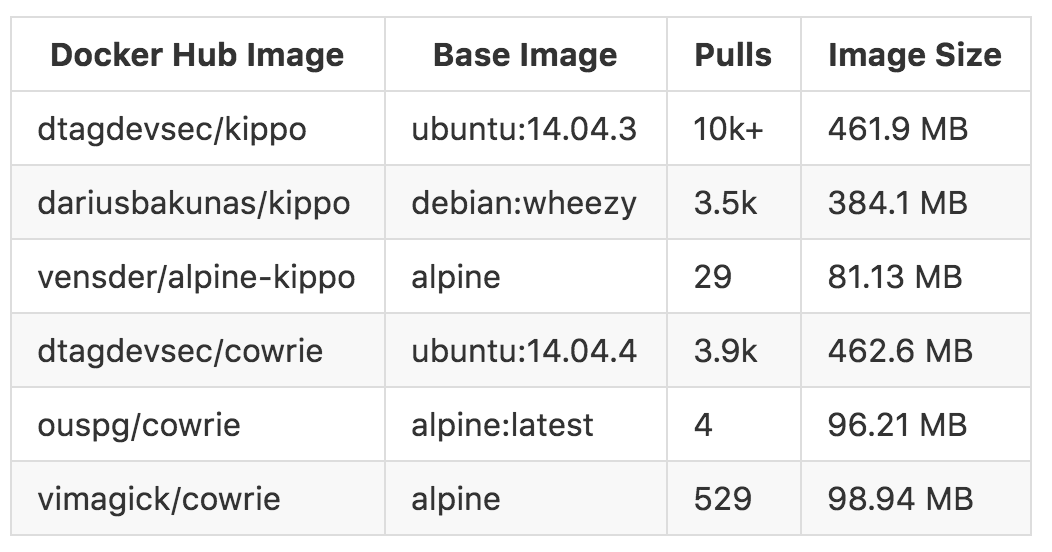 Docker Hub Image Base Image Pulls Image Size
dtagdevsec/kippo ubuntu:14.04.3 10k+ 461.9 MB
dariusbakunas/kippo debian:wheezy 3.5k 384.1 MB
vensder/alpine-kippo alpine 29 81.13 MB
dtagdevsec/cowrie ubuntu:14.04.4 3.9k 462.6 MB
ouspg/cowrie alpine:latest 4 96.21 MB
vimagick/cowrie alpine 529 98.94 MB